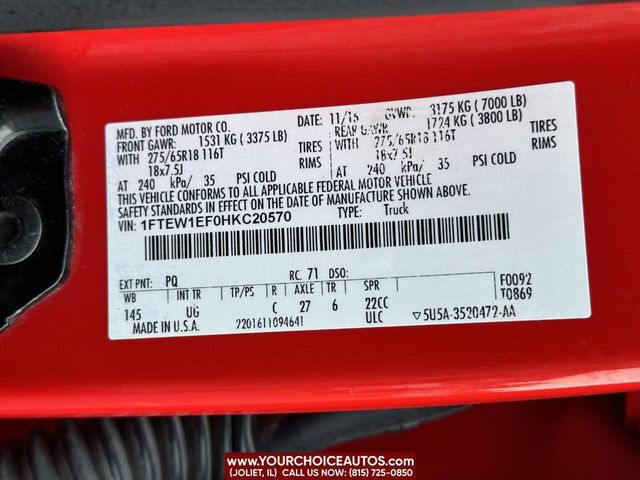 MFD. BY FORD MOTOR CO.
DATE: 11/16 GVWR: 3175 KG ( 7000 LB)
FRONT GAWR: 1531 KG ( 3375 LB)
REAR GAWR: 1724 KG ( 3800 LB)
WITH 275/65R18 116T TIRES
WITH 275/65R18 116T TIRES
18x7.5J RIMS
18x7.5J RIMS
AT 240 kPa/ 35 PSI COLD
AT 240 kPa/ 35 PSI COLD
THIS VEHICLE CONFORMS TO ALL APPLICABLE FEDERAL MOTOR VEHICLE
SAFETY STANDARDS IN EFFECT ON THE DATE OF MANUFACTURE SHOWN ABOVE.
VIN: 1FTEW1EF0HKC20570 TYPE: Truck
EXT PNT: PQ RC: 71 DSO: F0092
WB INT TR TP/PS R AXLE TR SPR T0869
145 UG C 27 6 22CC
MADE IN U.S.A. 2201611094641 ULC ▽5U5A-3520472-AA
WWW.YOURCHOICEAUTOS.COM
(JOLIET, IL) CALL US NOW: (815) 725-0850